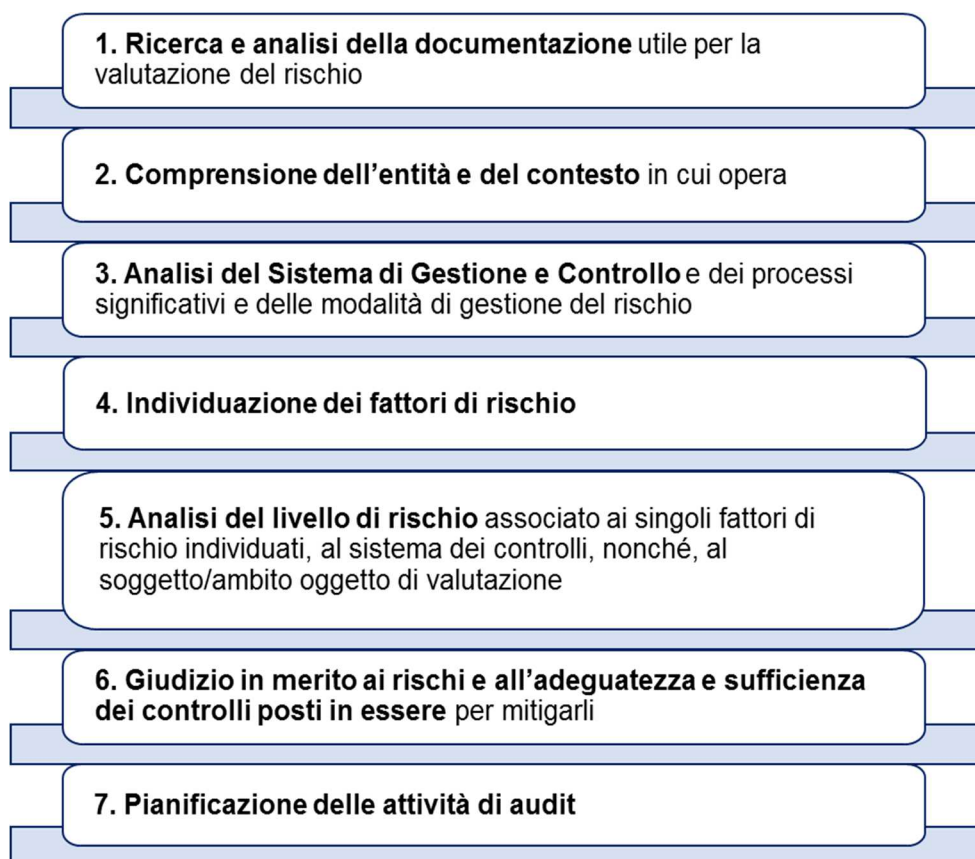 1. Ricerca e analisi della documentazione utile per la
valutazione del rischio
2. Comprensione dell'entità e del contesto in cui opera
3. Analisi del Sistema di Gestione e Controllo e dei processi
significativi e delle modalità di gestione del rischio
4. Individuazione dei fattori di rischio
5. Analisi del livello di rischio associato ai singoli fattori di
rischio individuati, al sistema dei controlli, nonché, al
soggetto/ambito oggetto di valutazione
6. Giudizio in merito ai rischi e all'adeguatezza e sufficienza
dei controlli posti in essere per mitigarli
7. Pianificazione delle attività di audit